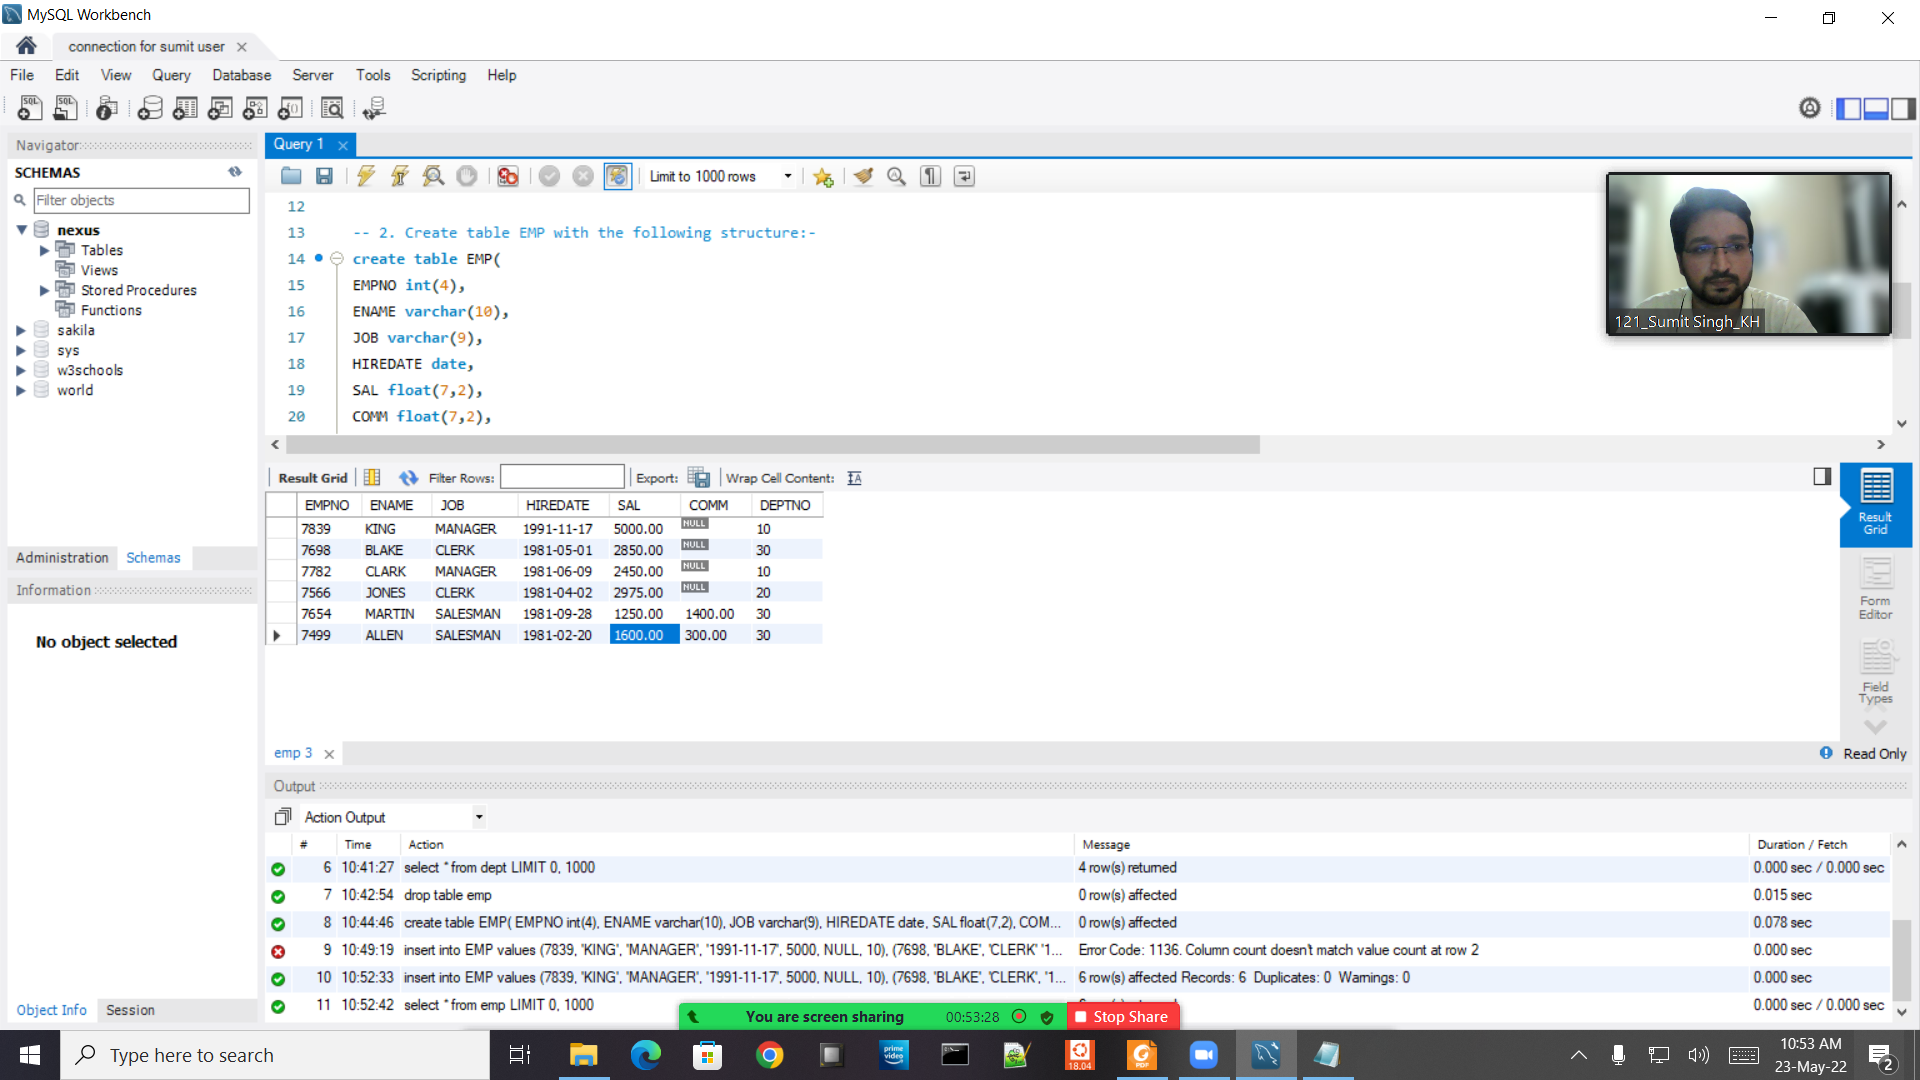 MySQL Workbench
connection for sumit user
File Edit View Query Database Server Tools Scripting Help
Navigator
SCHEMAS
Filter objects
nexus
Tables
Views
Stored Procedures
Functions
sakila
sys
w3schools
world
Administration Schemas
Information
No object selected
Object Info Session
Query 1
Limit to 1000 rows
12
13 -- 2. Create table EMP with the following structure:-
14 create table EMP(
15 EMPNO int(4),
16 ENAME varchar(10),
17 JOB varchar(9),
18 HIREDATE date,
19 SAL float(7,2),
20 COMM float(7,2),
121_Sumit Singh_KH
Result Grid Filter Rows: Export: Wrap Cell Content:
EMPNO ENAME JOB HIREDATE SAL COMM DEPTNO
7839 KING MANAGER 1991-11-17 5000.00 NULL 10
7698 BLAKE CLERK 1981-05-01 2850.00 NULL 30
7782 CLARK MANAGER 1981-06-09 2450.00 NULL 10
7566 JONES CLERK 1981-04-02 2975.00 NULL 20
7654 MARTIN SALESMAN 1981-09-28 1250.00 1400.00 30
7499 ALLEN SALESMAN 1981-02-20 1600.00 300.00 30
Result
Grid
Form
Editor
Field
Types
emp 3
Read Only
Output
Action Output
# Time Action Message Duration / Fetch
6 10:41:27 select * from dept LIMIT 0, 1000 4 row(s) returned 0.000 sec / 0.000 sec
7 10:42:54 drop table emp 0 row(s) affected 0.015 sec
8 10:44:46 create table EMP( EMPNO int(4), ENAME varchar(10), JOB varchar(9), HIREDATE date, SAL float(7,2), COM... 0 row(s) affected 0.078 sec
9 10:49:19 insert into EMP values (7839, 'KING', 'MANAGER', '1991-11-17', 5000, NULL, 10), (7698, 'BLAKE', 'CLERK' '1... Error Code: 1136. Column count doesn't match value count at row 2 0.000 sec
10 10:52:33 insert into EMP values (7839, 'KING', 'MANAGER', '1991-11-17', 5000, NULL, 10), (7698, 'BLAKE', 'CLERK', '1... 6 row(s) affected Records: 6 Duplicates: 0 Warnings: 0 0.000 sec
11 10:52:42 select * from emp LIMIT 0, 1000 0.000 sec / 0.000 sec
You are screen sharing 00:53:28 Stop Share
Type here to search
prime video
18.04
PDF
10:53 AM
23-May-22
2